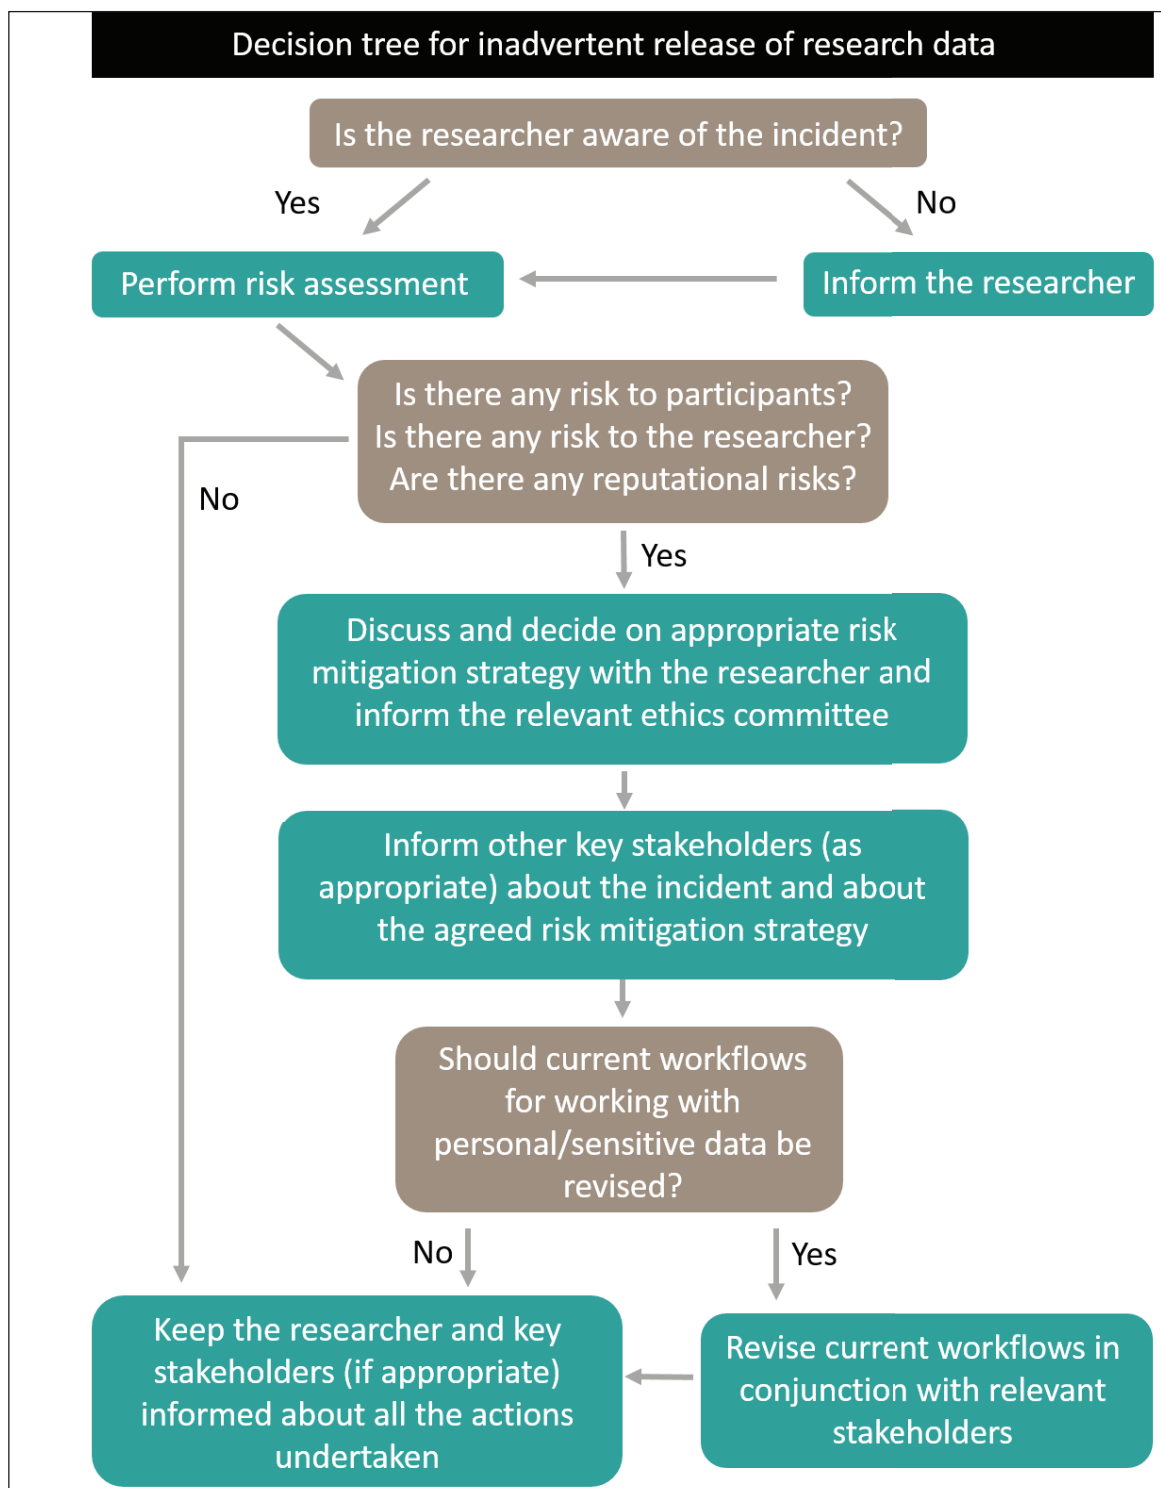 Decision tree for inadvertent release of research data
Is the researcher aware of the incident?
Yes
No
Perform risk assessment
Inform the researcher
Is there any risk to participants?
Is there any risk to the researcher?
Are there any reputational risks?
No
Yes
Discuss and decide on appropriate risk
mitigation strategy with the researcher and
inform the relevant ethics committee
Inform other key stakeholders (as
appropriate) about the incident and about
the agreed risk mitigation strategy
Should current workflows
for working with
personal/sensitive data be
revised?
No
Yes
Keep the researcher and key
stakeholders (if appropriate)
informed about all the actions
undertaken
Revise current workflows in
conjunction with relevant
stakeholders